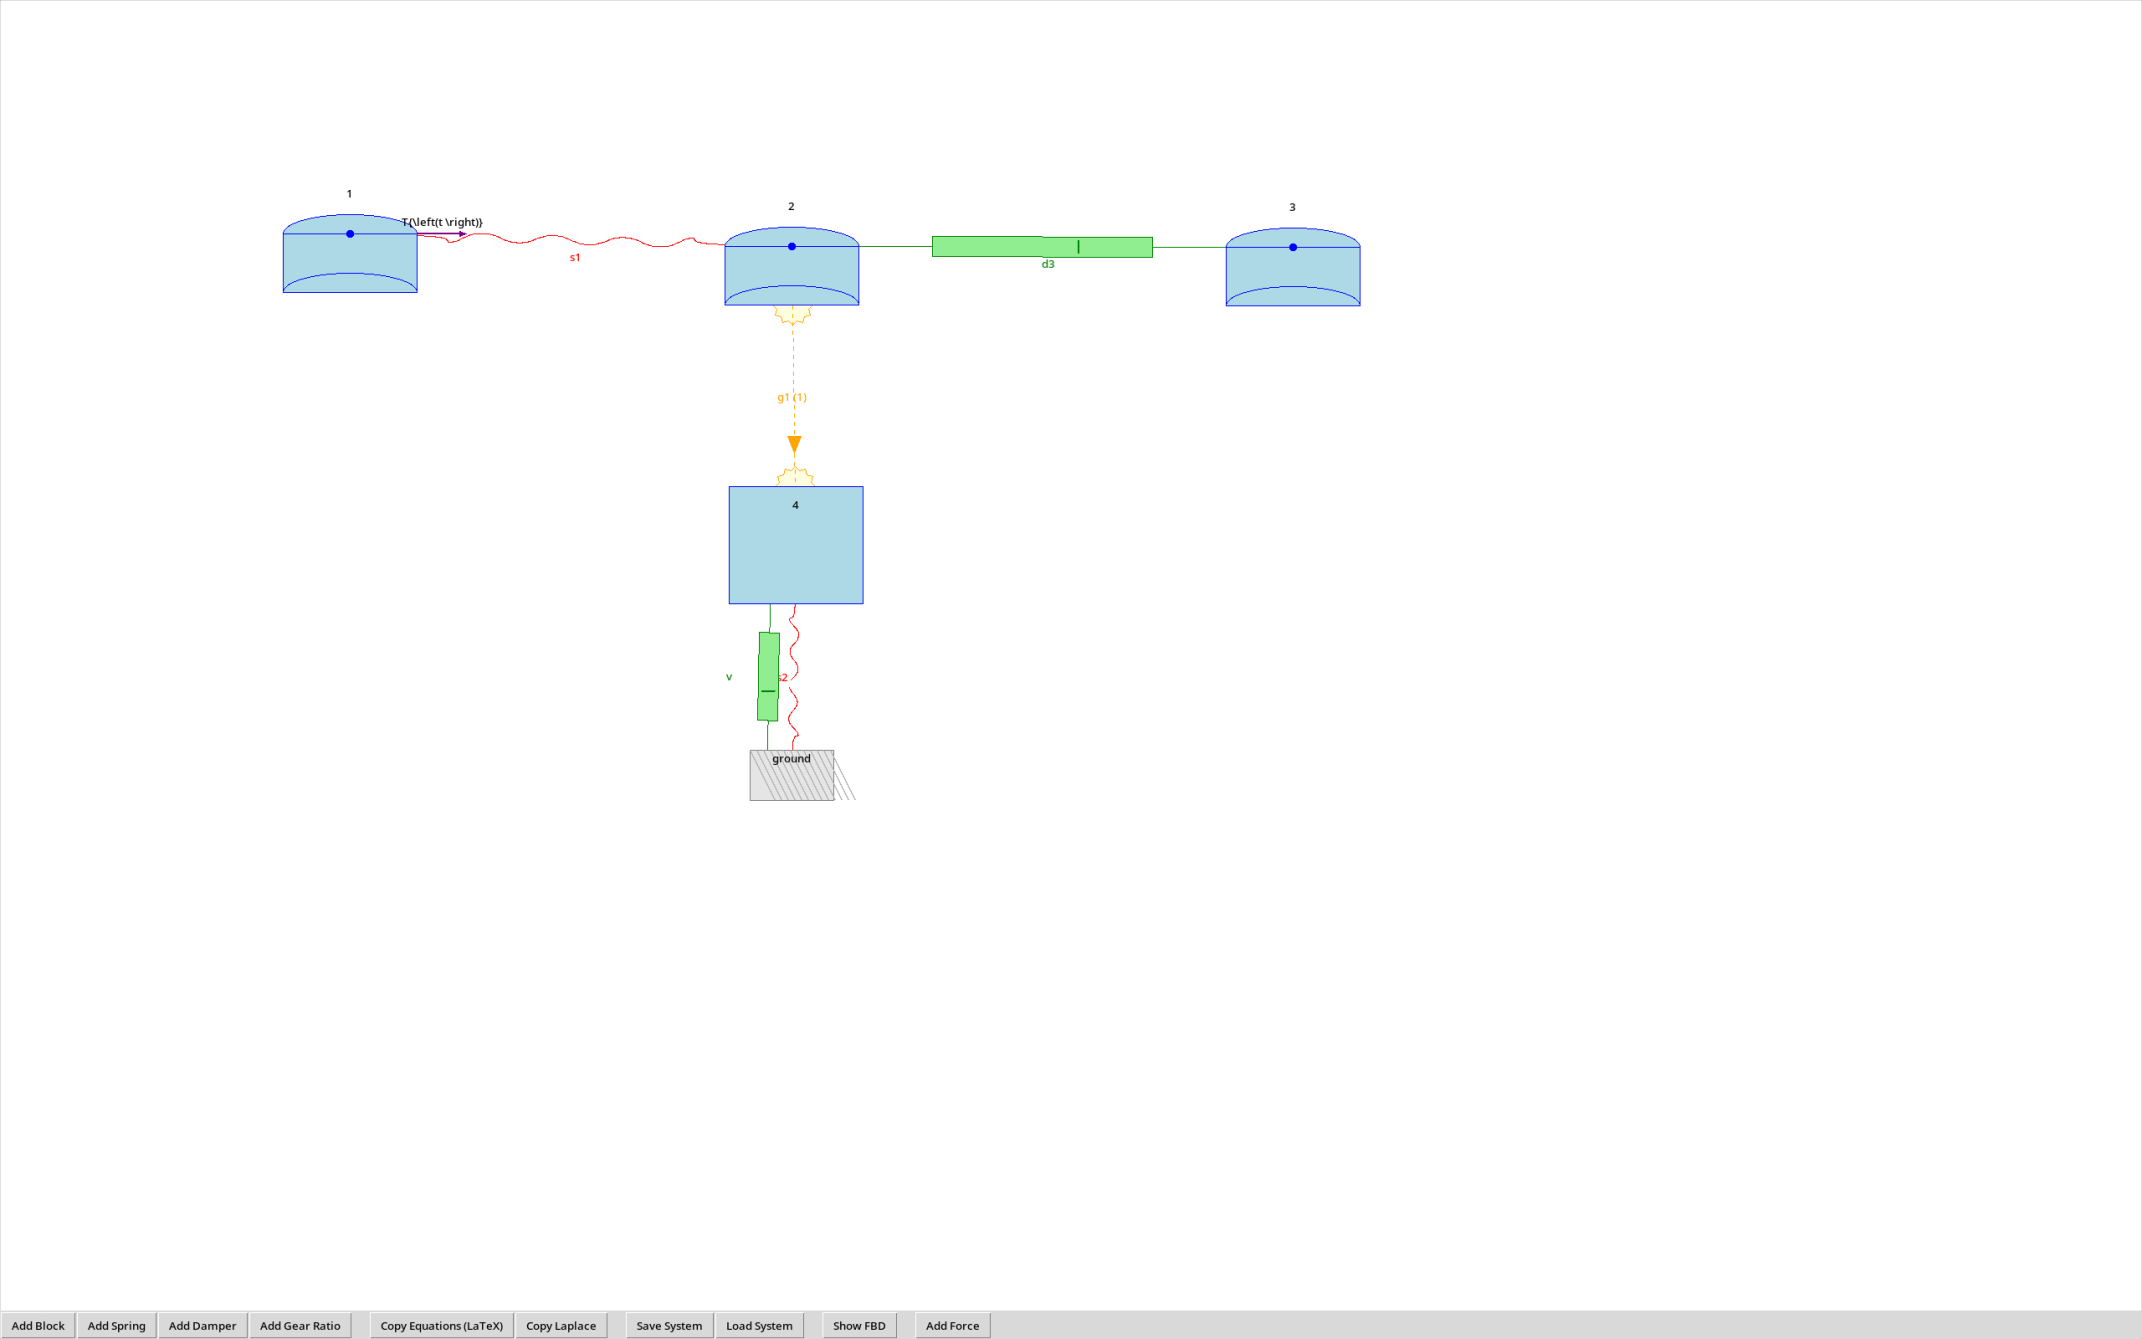 1
2
3
T{\left(t \right)}
s1
d3
g1 (1)
4
v
s2
ground
Add Block
Add Spring
Add Damper
Add Gear Ratio
Copy Equations (LaTeX)
Copy Laplace
Save System
Load System
Show FBD
Add Force